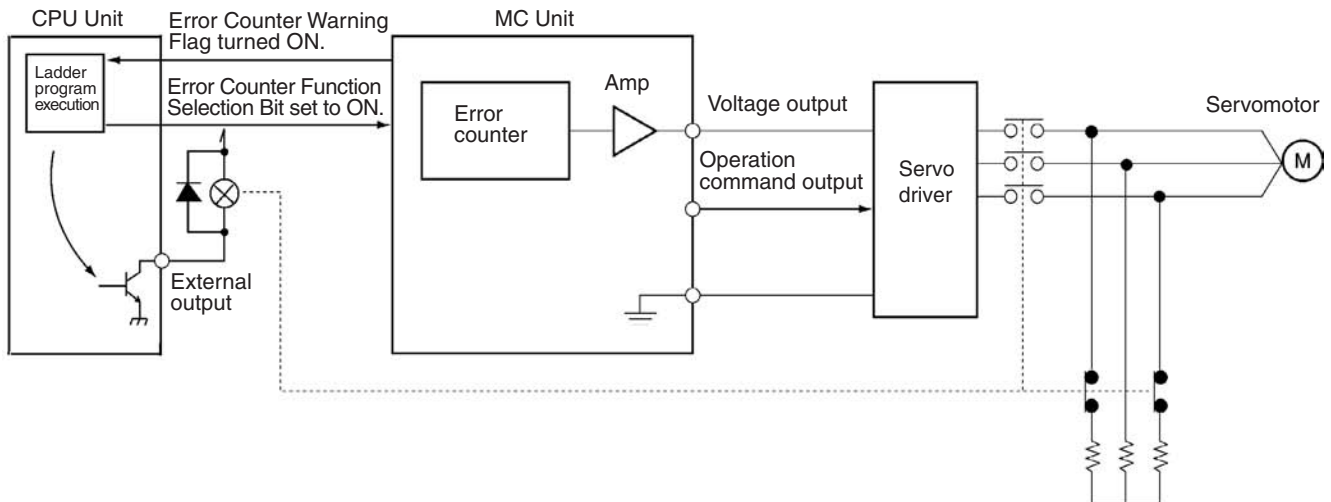 CPU Unit
Error Counter Warning
Flag turned ON.
MC Unit
Ladder
program
execution
Error Counter Function
Selection Bit set to ON.
Error
counter
Amp
Voltage output
Operation
command output
Servo
driver
Servomotor
M
External
output